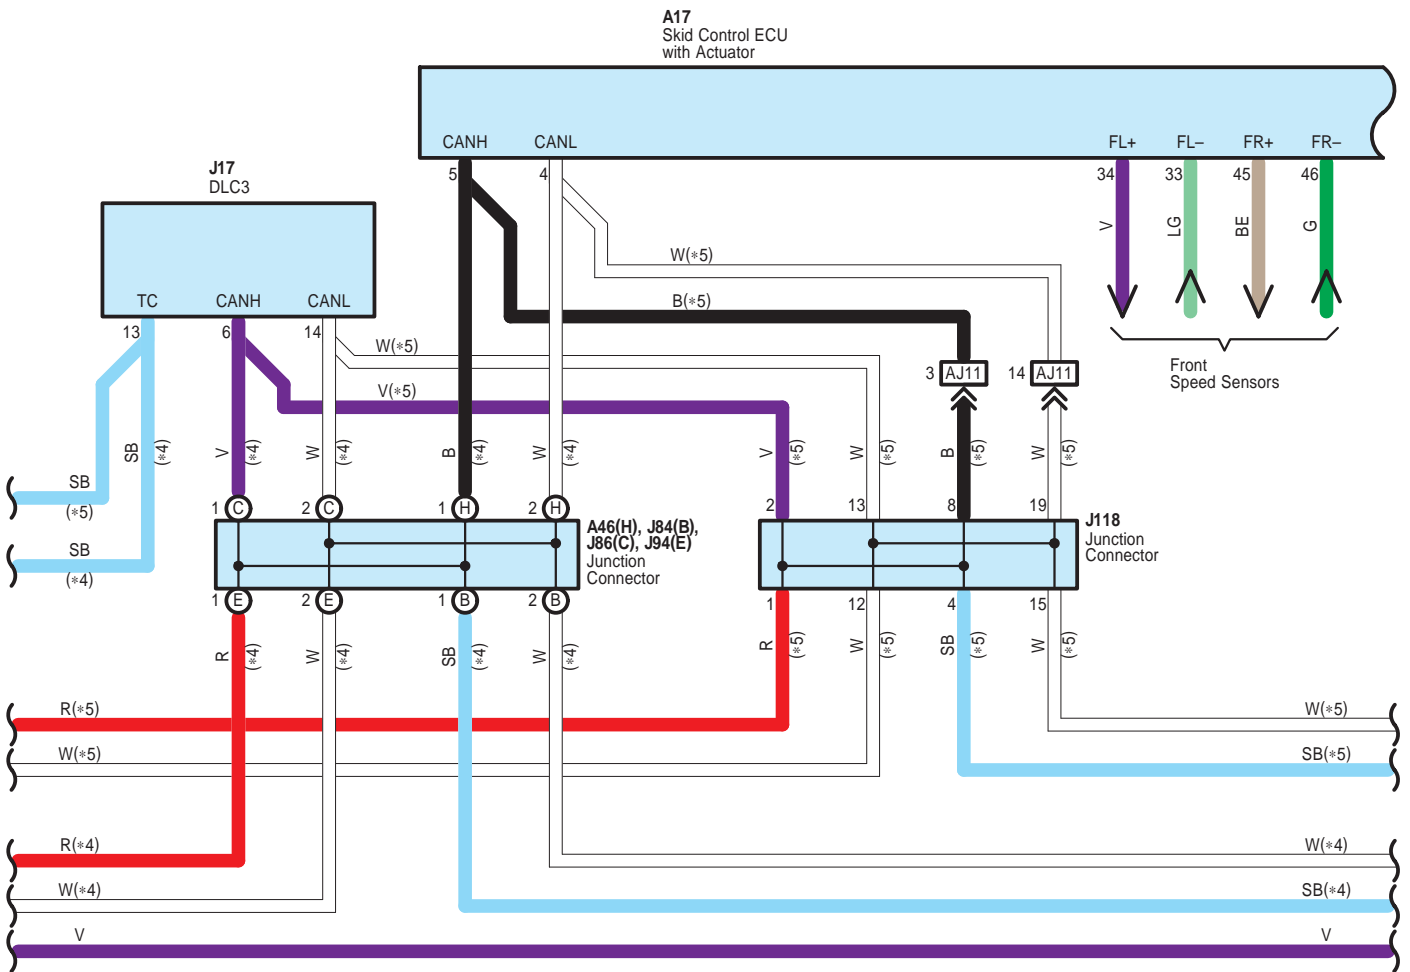 A17
Skid Control ECU
with Actuator
CANH
CANL
FL+
FL–
FR+
FR–
5
4
34
33
45
46
V
LG
BE
G
Front
Speed Sensors
J17
DLC3
TC
CANH
CANL
13
6
14
W(*5)
B(*5)
W(*5)
V(*5)
3
AJ11
14
AJ11
SB
(*4)
V
(*4)
W
(*4)
B
(*4)
W
(*4)
V
(*5)
W
(*5)
B
(*5)
W
(*5)
SB
(*5)
SB
(*4)
1
C
2
C
1
H
2
H
A46(H), J84(B),
J86(C), J94(E)
Junction
Connector
1
E
2
E
1
B
2
B
2
13
8
19
J118
Junction
Connector
1
12
4
15
R
(*4)
W
(*4)
SB
(*4)
W
(*4)
R
(*5)
W
(*5)
SB
(*5)
W
(*5)
R(*5)
W(*5)
W(*5)
SB(*5)
R(*4)
W(*4)
W(*4)
SB(*4)
V
V